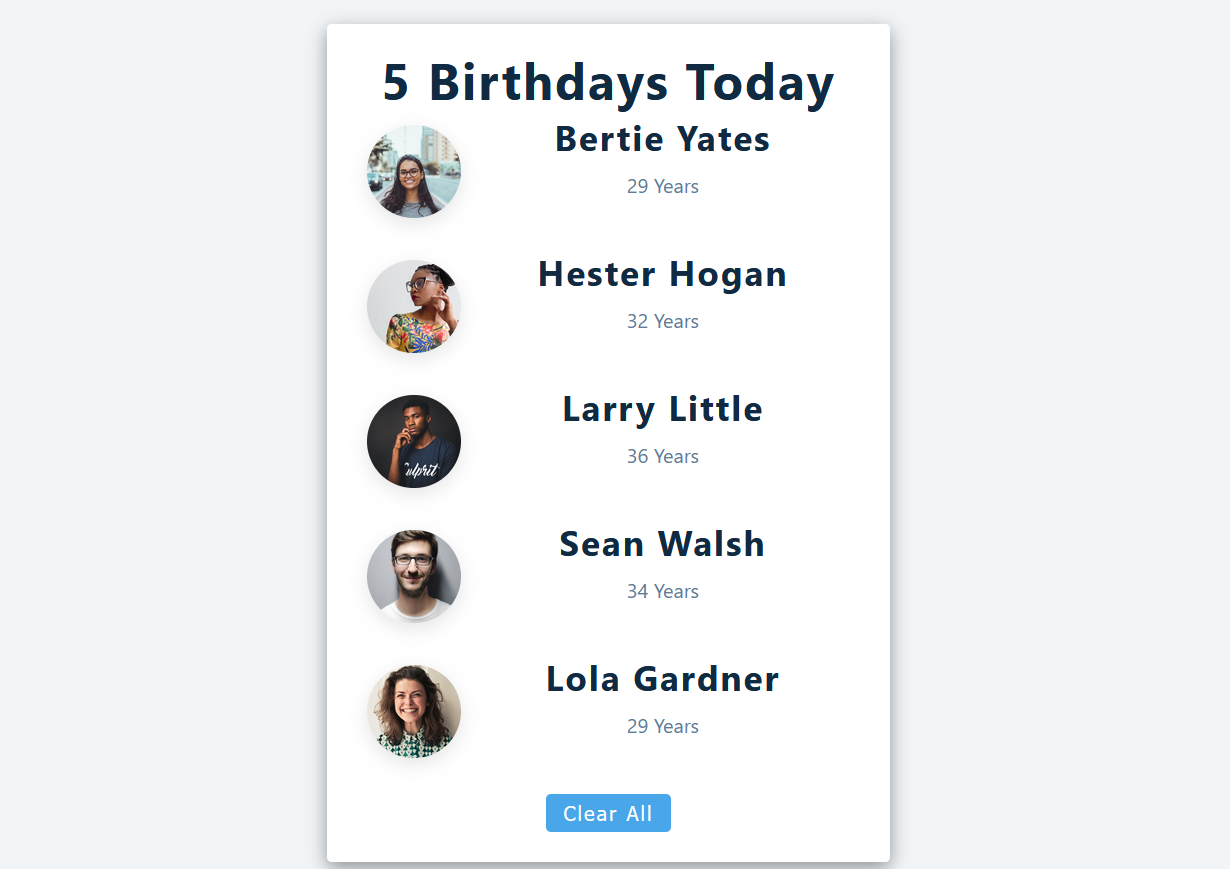 5 Birthdays Today
Bertie Yates
29 Years
Hester Hogan
32 Years
Larry Little
36 Years
ulprit
Sean Walsh
34 Years
Lola Gardner
29 Years
Clear All